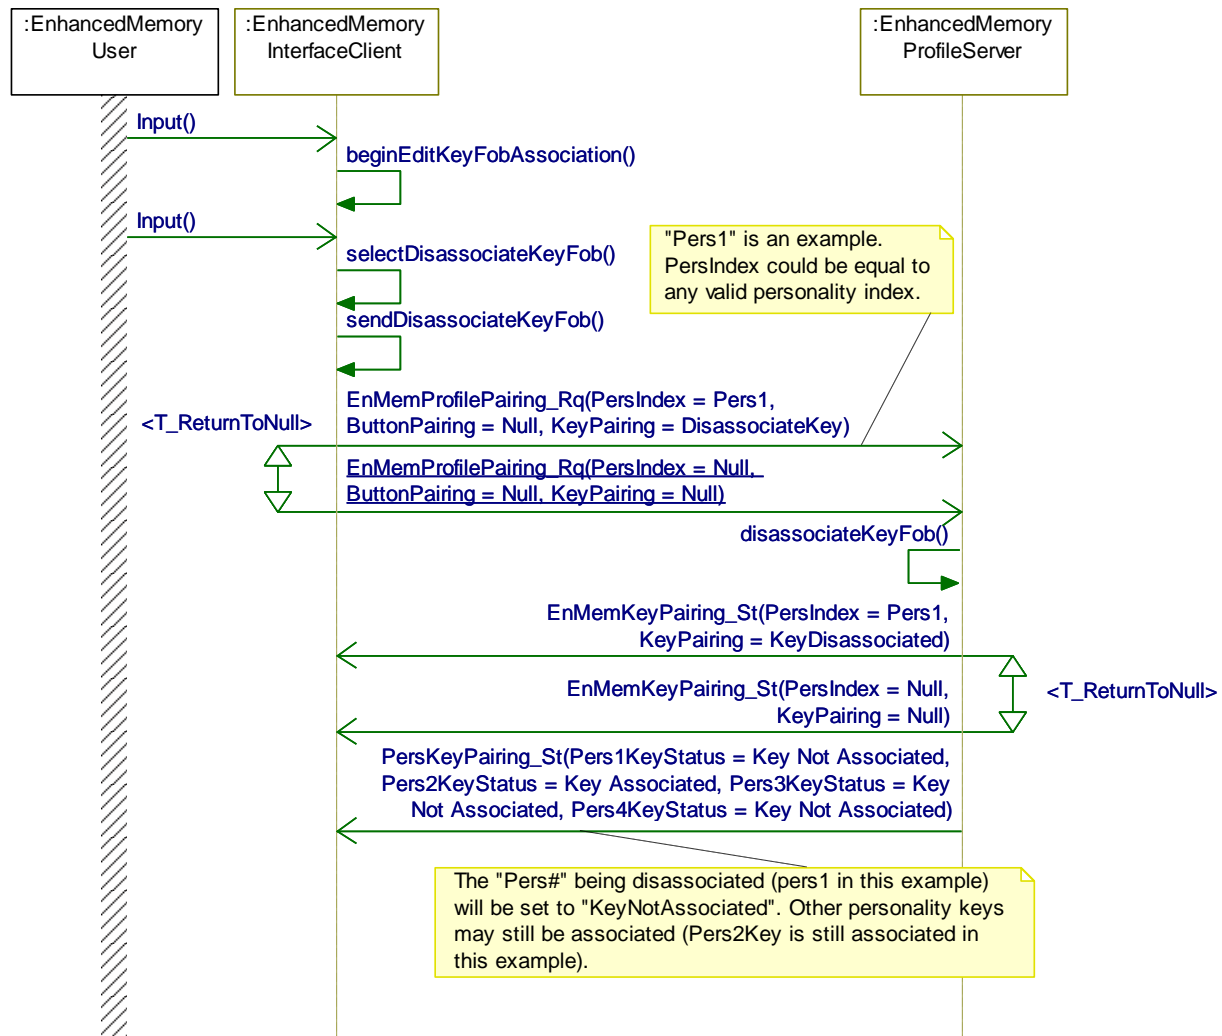 :EnhancedMemory
User
:EnhancedMemory
InterfaceClient
:EnhancedMemory
ProfileServer
Input()
beginEditKeyFobAssociation()
Input()
selectDisassociateKeyFob()
"Pers1" is an example.
PersIndex could be equal to
any valid personality index.
sendDisassociateKeyFob()
<T_ReturnToNull>
EnMemProfilePairing_Rq(PersIndex = Pers1,
ButtonPairing = Null, KeyPairing = DisassociateKey)
EnMemProfilePairing_Rq(PersIndex = Null,
ButtonPairing = Null, KeyPairing = Null)
disassociateKeyFob()
EnMemKeyPairing_St(PersIndex = Pers1,
KeyPairing = KeyDisassociated)
EnMemKeyPairing_St(PersIndex = Null,
KeyPairing = Null)
<T_ReturnToNull>
PersKeyPairing_St(Pers1KeyStatus = Key Not Associated,
Pers2KeyStatus = Key Associated, Pers3KeyStatus = Key
Not Associated, Pers4KeyStatus = Key Not Associated)
The "Pers#" being disassociated (pers1 in this example)
will be set to "KeyNotAssociated". Other personality keys
may still be associated (Pers2Key is still associated in
this example).